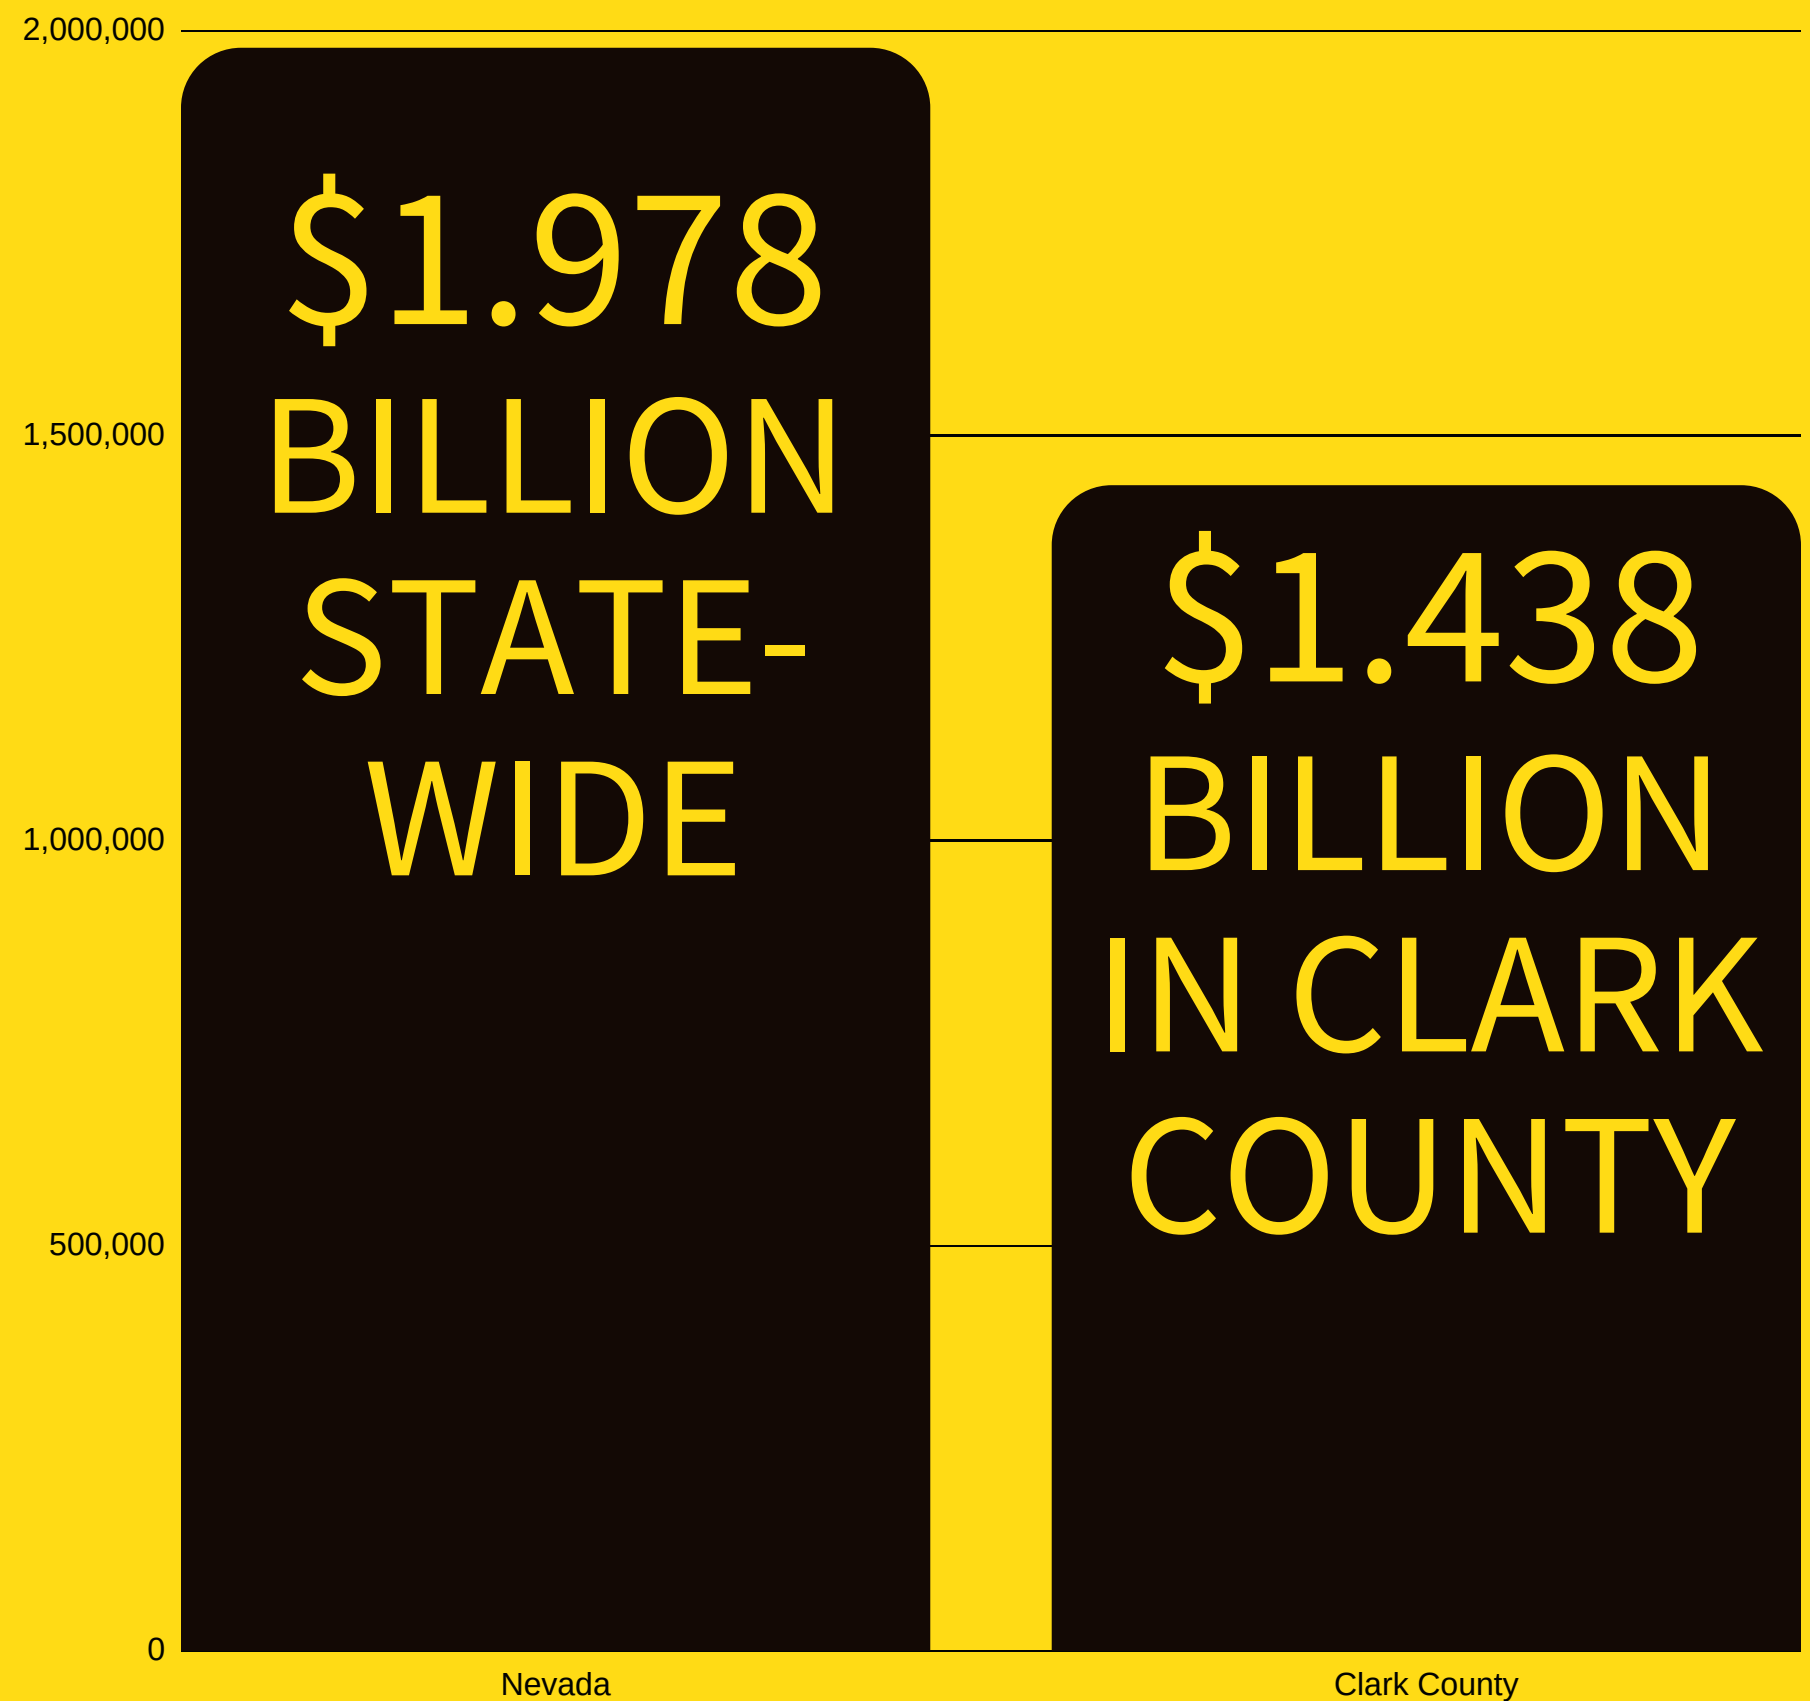 2,000,000
$1.978
BILLION
STATE-
WIDE
1,500,000
$1.438
BILLION
IN CLARK
COUNTY
1,000,000
500,000
0
Nevada
Clark County